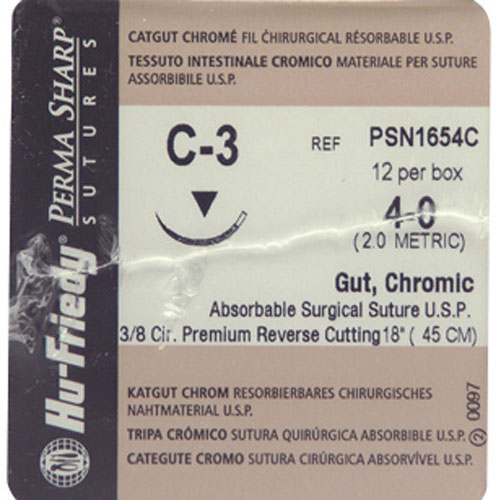 CATGUT CHROMÉ FIL CHIRURGICAL RÉSORBABLE U.S.P.
TESSUTO INTESTINALE CROMICO MATERIALE PER SUTURE
ASSORBIBILE U.S.P.
Hu-Friedy® PERMA SHARP®
SUTURES
C-3
REF PSN1654C
12 per box
4-0
(2.0 METRIC)
Gut, Chromic
Absorbable Surgical Suture U.S.P.
3/8 Cir. Premium Reverse Cutting 18" ( 45 CM)
KATGUT CHROM RESORBIERBARES CHIRURGISCHES
NAHTMATERIAL U.S.P.
TRIPA CRÓMICO SUTURA QUIRÚRGICA ABSORBIBLE U.S.P.
CATEGUTE CROMO SUTURA CIRÚRGICA ABSORVÍVEL U.S.P.
2 0097